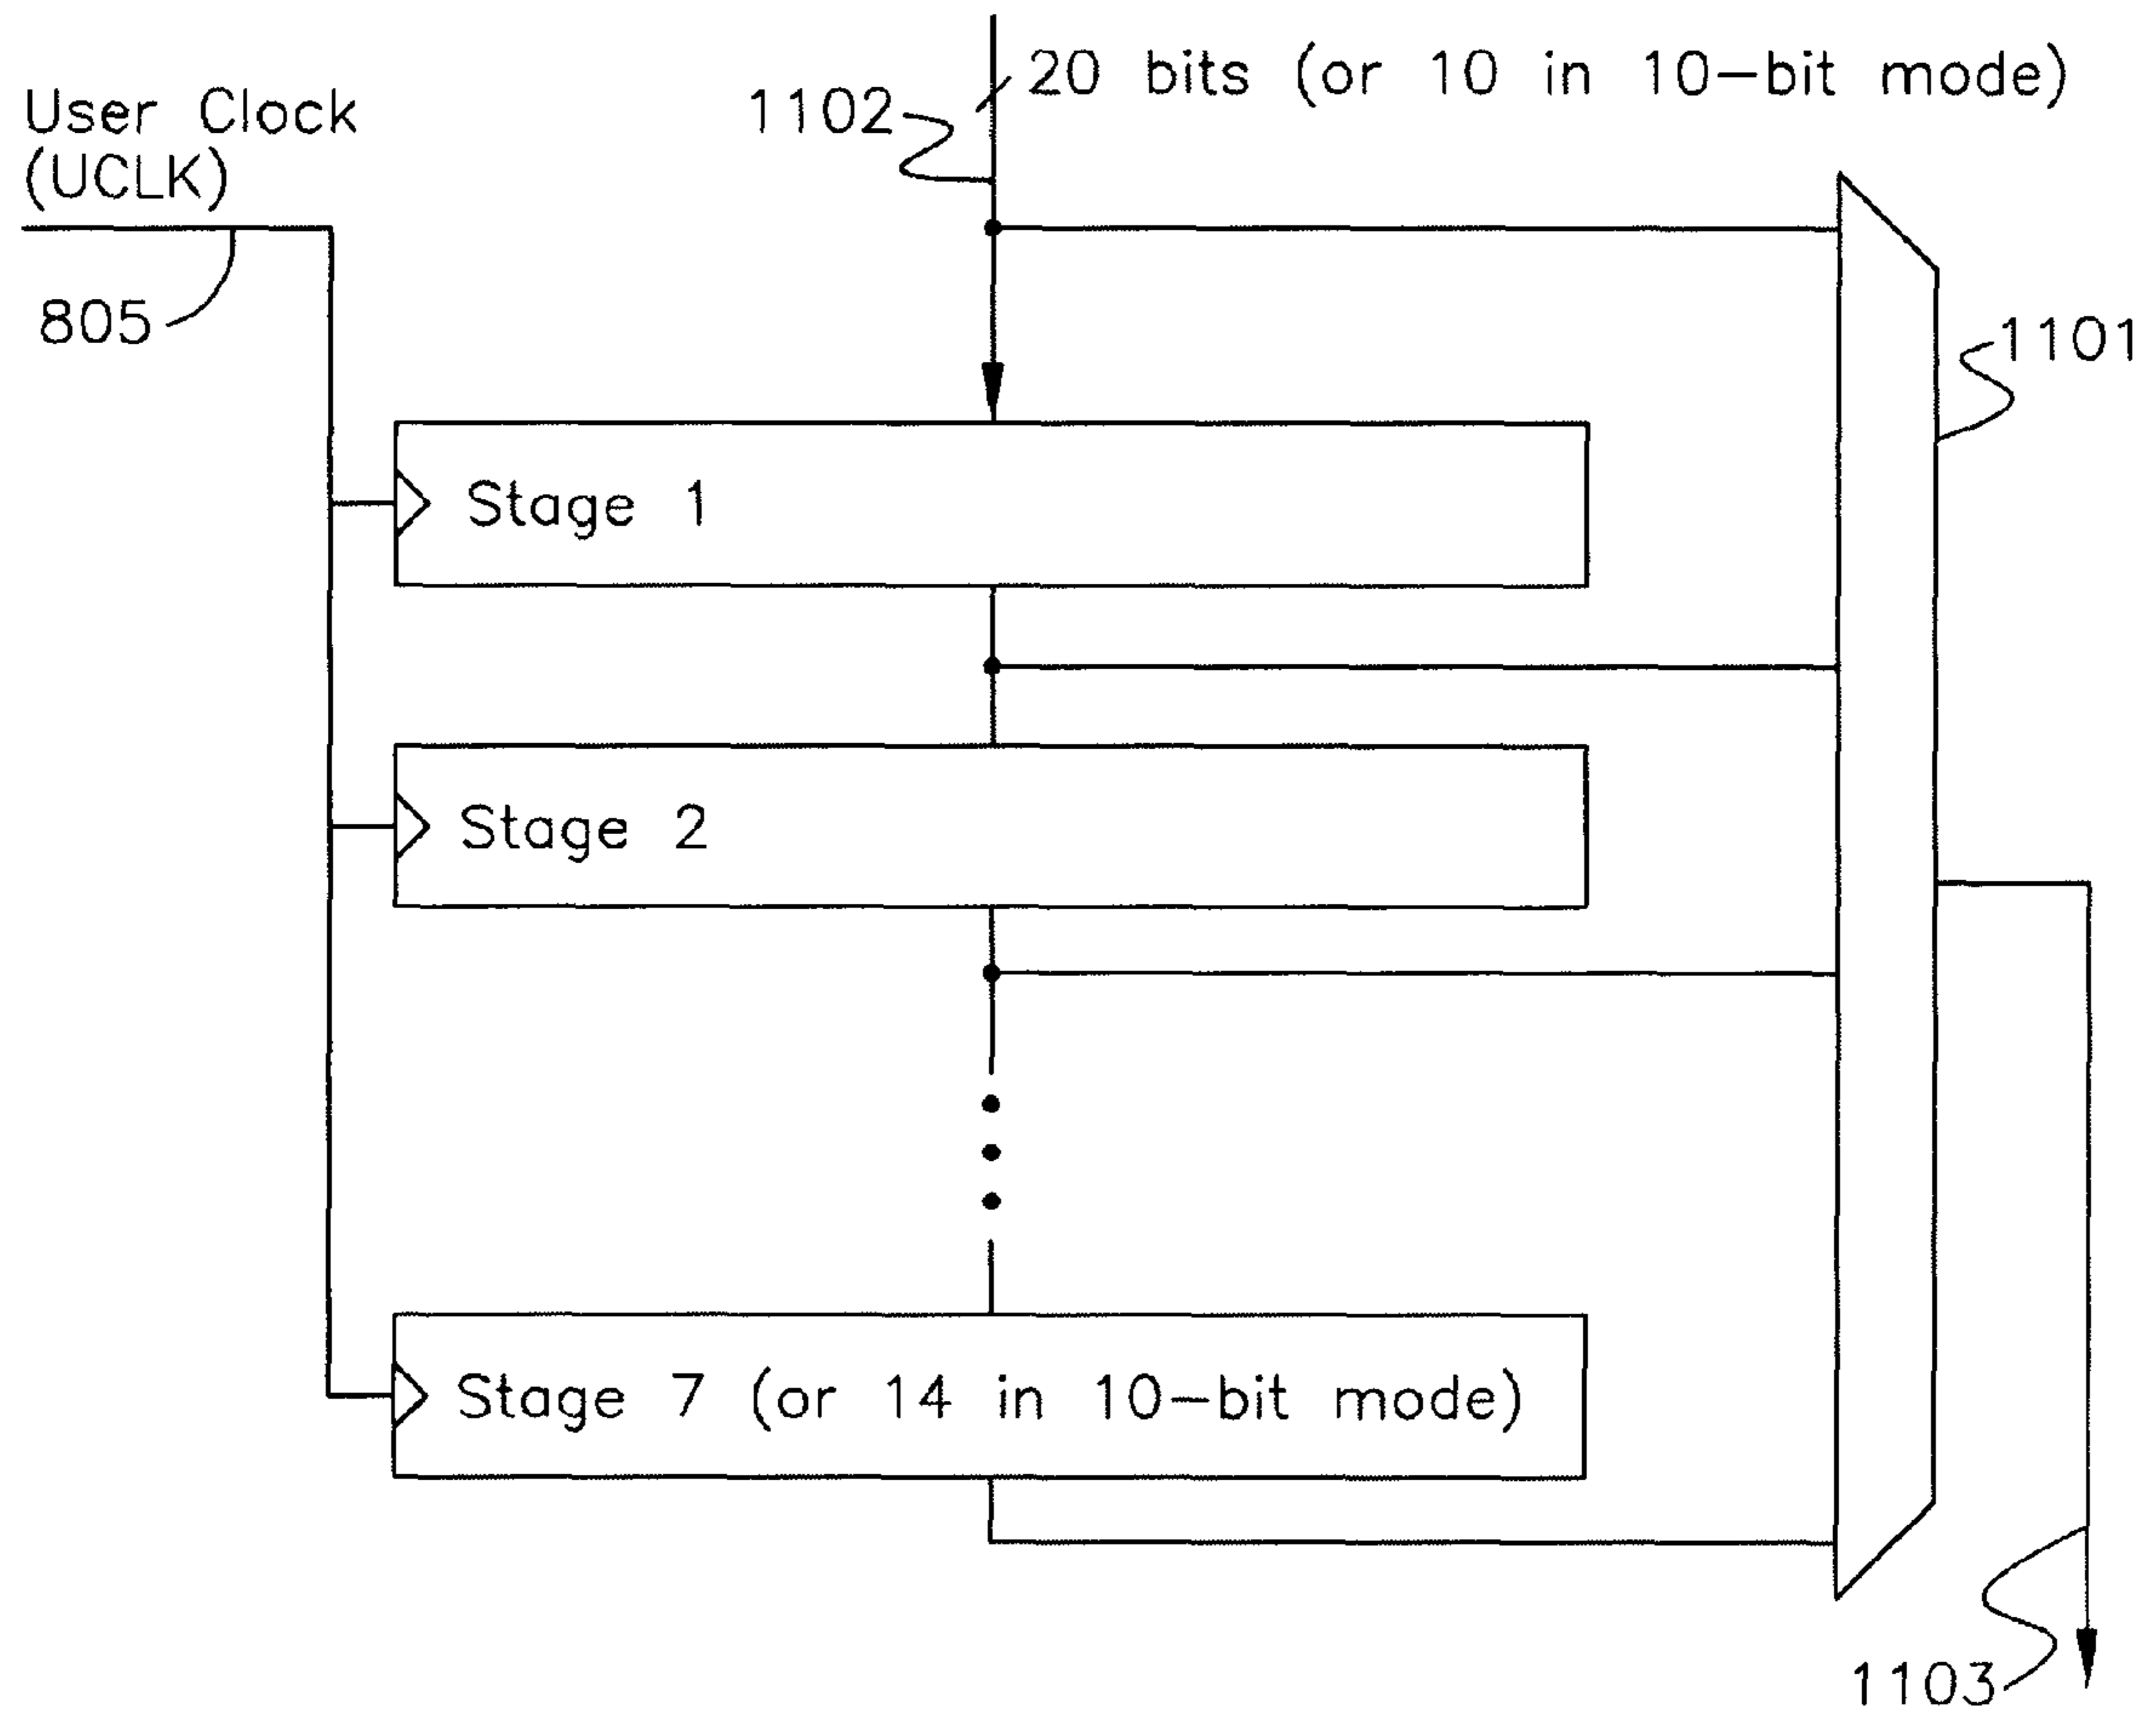 20 bits (or 10 in 10-bit mode)
1102
User Clock
(UCLK)
805
1101
Stage 1
Stage 2
Stage 7 (or 14 in 10-bit mode)
1103